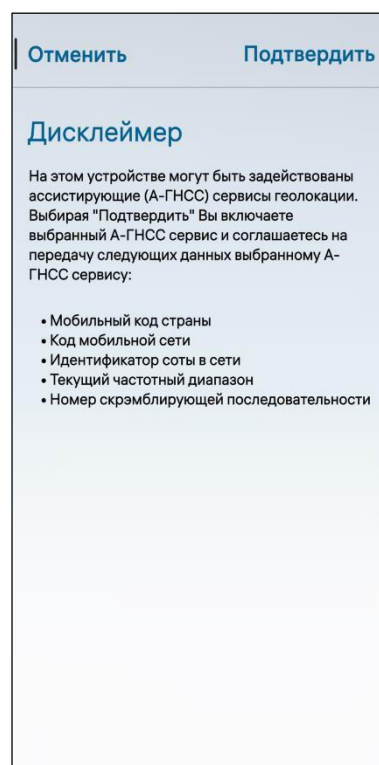 Отменить Подтвердить
Дисклеймер
На этом устройстве могут быть задействованы
ассистирующие (А-ГНСС) сервисы геолокации.
Выбирая "Подтвердить" Вы включаете
выбранный А-ГНСС сервис и соглашаетесь на
передачу следующих данных выбранному А-
ГНСС сервису:
• Мобильный код страны
• Код мобильной сети
• Идентификатор соты в сети
• Текущий частотный диапазон
• Номер скрэмблирующей последовательности